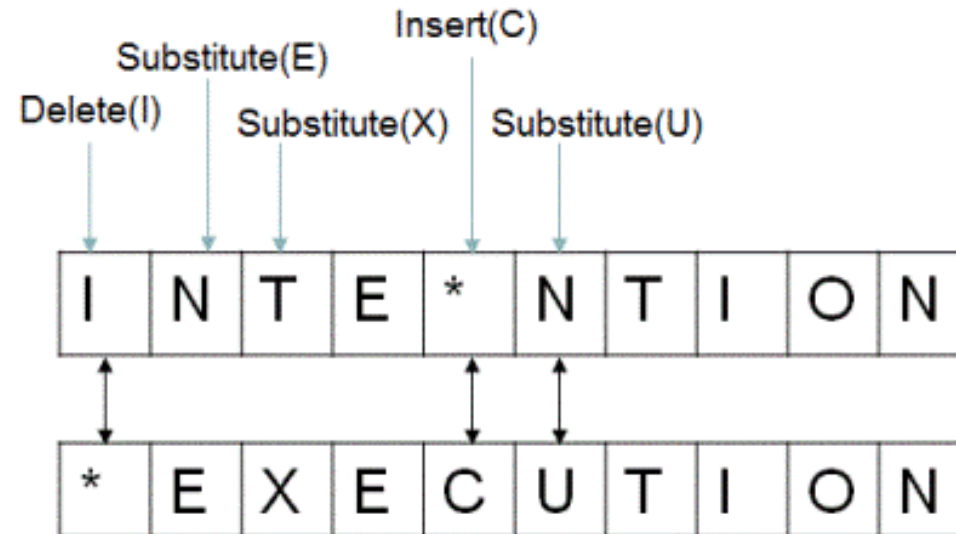 Insert(C)
Substitute(E)
Delete(I)
Substitute(X) Substitute(U)
I N T E * N T I O N
* E X E C U T I O N